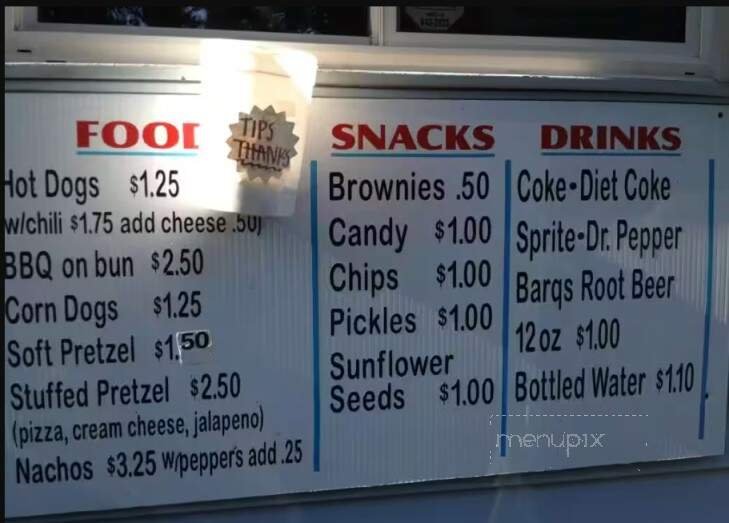 TIPS
THANKS
FOOD
Hot Dogs $1.25
w/chili $1.75 add cheese .50)
BBQ on bun $2.50
Corn Dogs $1.25
Soft Pretzel $1.50
Stuffed Pretzel $2.50
(pizza, cream cheese, jalapeno)
Nachos $3.25 w/peppers add .25
SNACKS
Brownies .50
Candy $1.00
Chips $1.00
Pickles $1.00
Sunflower
Seeds $1.00
DRINKS
Coke•Diet Coke
Sprite•Dr. Pepper
Barqs Root Beer
12 oz $1.00
Bottled Water $1.10
menupix